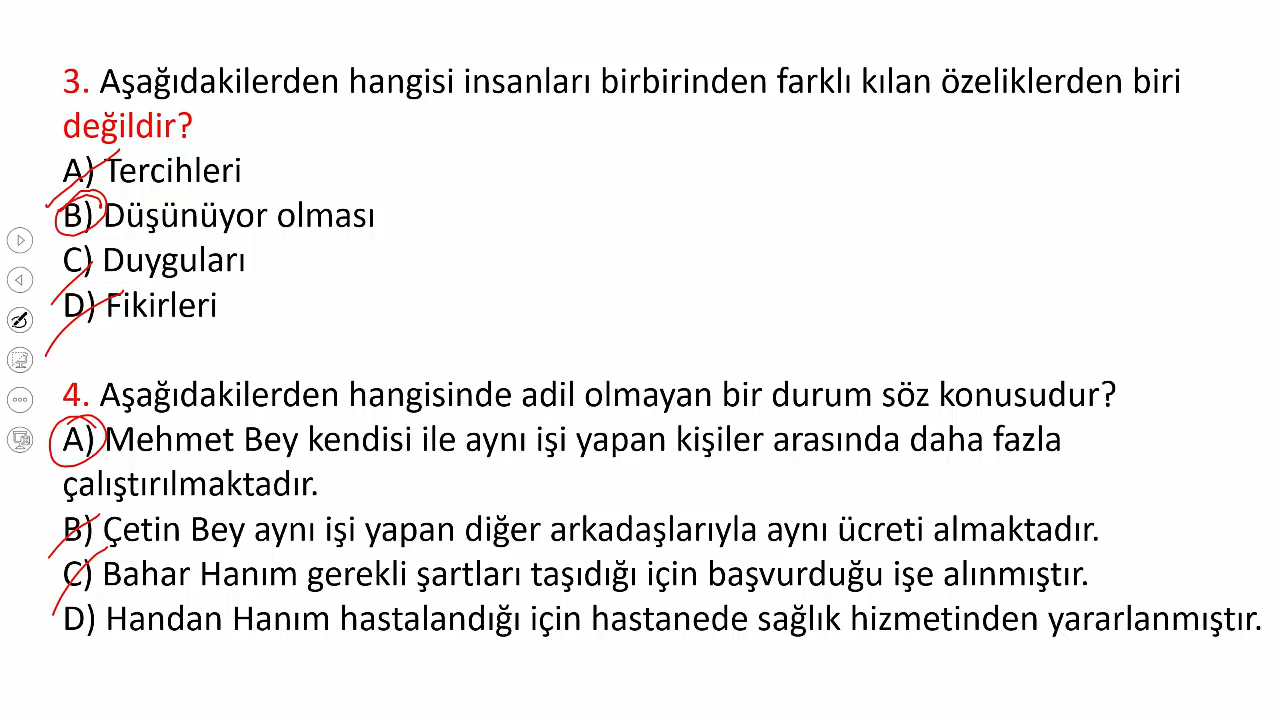 3. Aşağıdakilerden hangisi insanları birbirinden farklı kılan özeliklerden biri
değildir?
A) Tercihleri
B) Düşünüyor olması
C) Duyguları
D) Fikirleri
4. Aşağıdakilerden hangisinde adil olmayan bir durum söz konusudur?
A) Mehmet Bey kendisi ile aynı işi yapan kişiler arasında daha fazla
çalıştırılmaktadır.
B) Çetin Bey aynı işi yapan diğer arkadaşlarıyla aynı ücreti almaktadır.
C) Bahar Hanım gerekli şartları taşıdığı için başvurduğu işe alınmıştır.
D) Handan Hanım hastalandığı için hastanede sağlık hizmetinden yararlanmıştır.